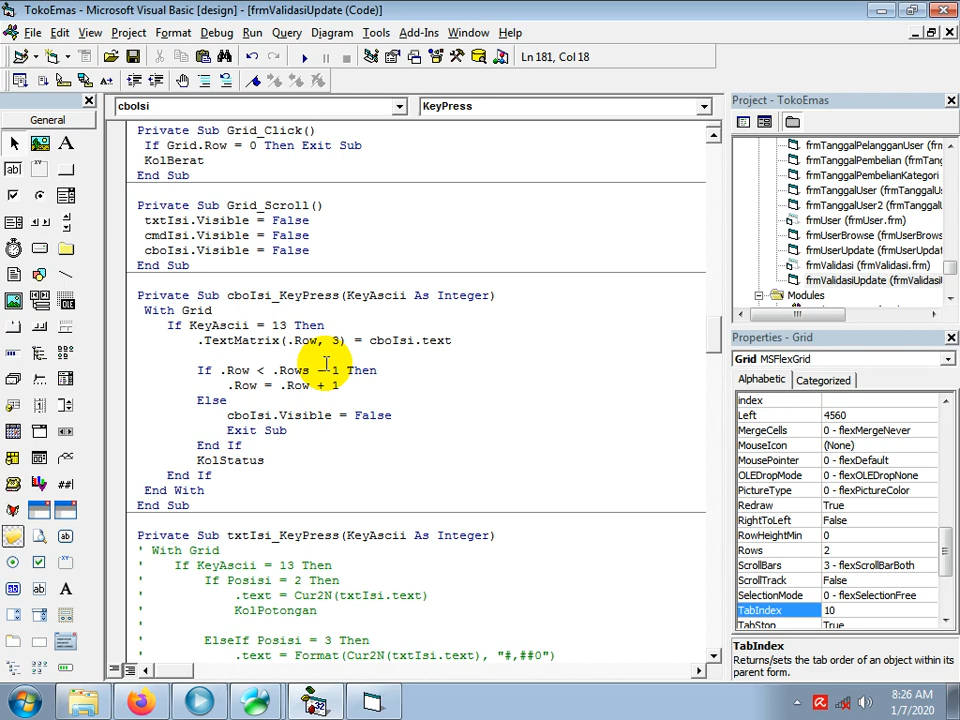 TokoEmas - Microsoft Visual Basic [design] - [frmValidasiUpdate (Code)]
File Edit View Project Format Debug Run Query Diagram Tools Add-Ins Window Help
Ln 181, Col 18
General
cboIsi
KeyPress
Private Sub Grid_Click()
If Grid.Row = 0 Then Exit Sub
KolBerat
End Sub
Private Sub Grid_Scroll()
txtIsi.Visible = False
cmdIsi.Visible = False
cboIsi.Visible = False
End Sub
Private Sub cboIsi_KeyPress(KeyAscii As Integer)
With Grid
If KeyAscii = 13 Then
.TextMatrix(.Row, 3) = cboIsi.text
If .Row < .Rows - 1 Then
.Row = .Row + 1
Else
cboIsi.Visible = False
Exit Sub
End If
KolStatus
End If
End With
End Sub
Private Sub txtIsi_KeyPress(KeyAscii As Integer)
' With Grid
' If KeyAscii = 13 Then
' If Posisi = 2 Then
' .text = Cur2N(txtIsi.text)
' KolPotongan
'
' ElseIf Posisi = 3 Then
' .text = Format(Cur2N(txtIsi.text), "#,##0")
Project - TokoEmas
frmTanggalPelangganUser (frm
frmTanggalPembelian (frmTang
frmTanggalPembelianKategori
frmTanggalUser (frmTanggalUs
frmTanggalUser2 (frmTanggalU
frmUser (frmUser.frm)
frmUserBrowse (frmUserBrows
frmUserUpdate (frmUserUpdat
frmValidasi (frmValidasi.frm)
frmValidasiUpdate (frmValidasi
Modules
Properties - Grid
Grid MSFlexGrid
Alphabetic Categorized
index
Left 4560
MergeCells 0 - flexMergeNever
MouseIcon (None)
MousePointer 0 - flexDefault
OLEDropMode 0 - flexOLEDropNone
PictureType 0 - flexPictureColor
Redraw True
RightToLeft False
RowHeightMin 0
Rows 2
ScrollBars 3 - flexScrollBarBoth
ScrollTrack False
SelectionMode 0 - flexSelectionFree
TabIndex 10
TabStop True
TabIndex
Returns/sets the tab order of an object within its
parent form.
8:26 AM
1/7/2020